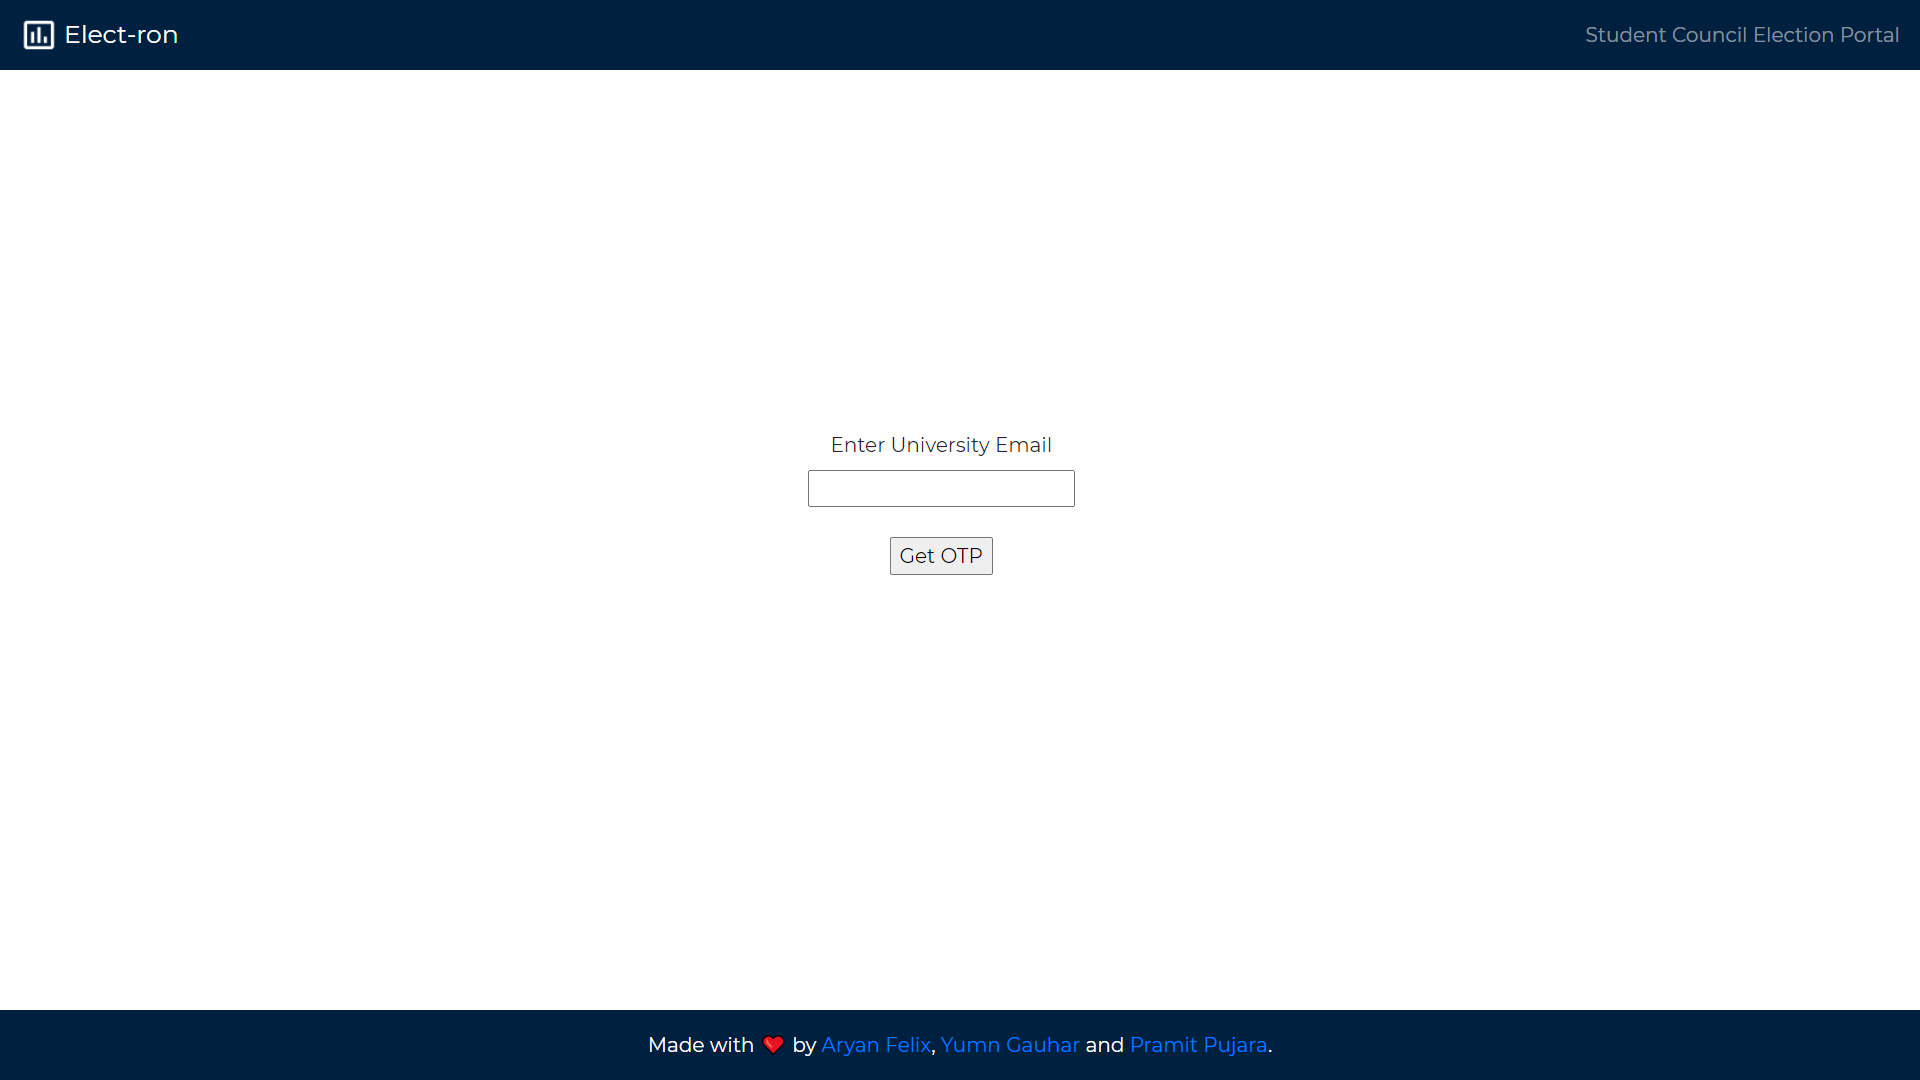 Elect-ron
Student Council Election Portal
Enter University Email
Get OTP
Made with ❤️ by Aryan Felix, Yumn Gauhar and Pramit Pujara.